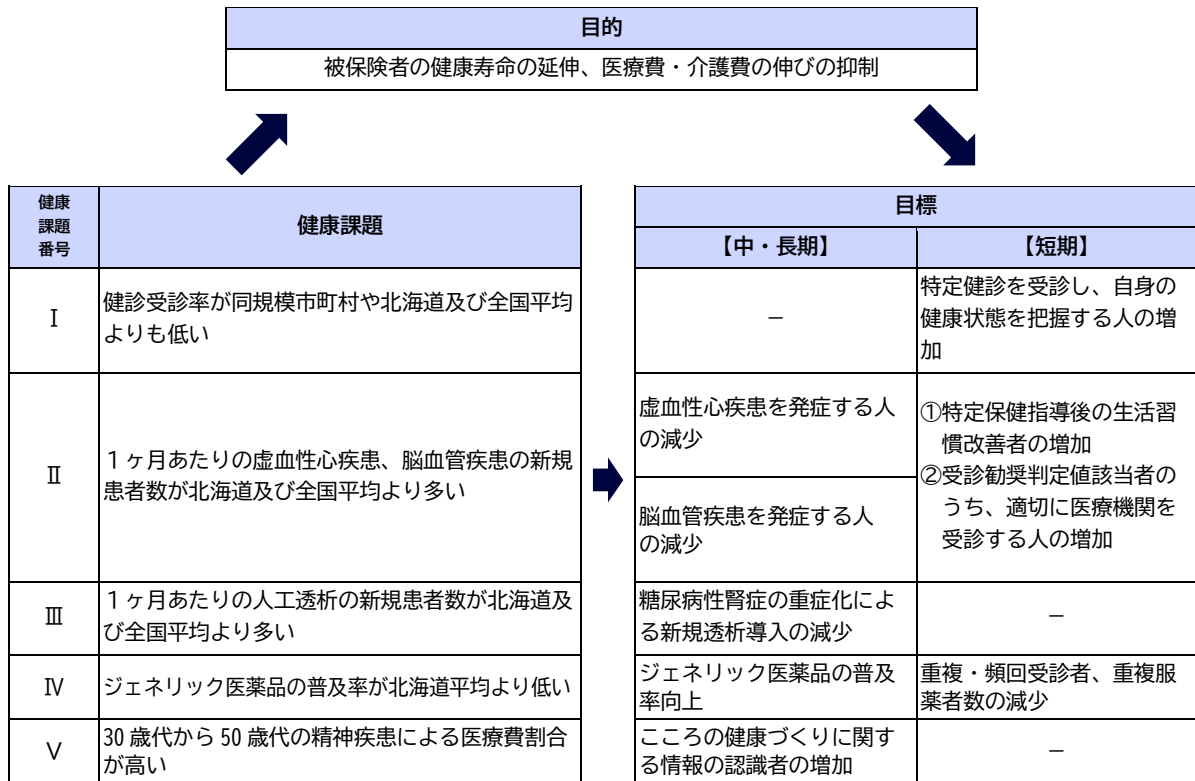 目的
被保険者の健康寿命の延伸、医療費・介護費の伸びの抑制
健康
課題
番号
健康課題
Ⅰ
健診受診率が同規模市町村や北海道及び全国平均
よりも低い
Ⅱ
１ヶ月あたりの虚血性心疾患、脳血管疾患の新規
患者数が北海道及び全国平均より多い
Ⅲ
１ヶ月あたりの人工透析の新規患者数が北海道及
び全国平均より多い
Ⅳ
ジェネリック医薬品の普及率が北海道平均より低い
Ⅴ
30 歳代から 50 歳代の精神疾患による医療費割合
が高い
目標
【中・長期】
【短期】
－
特定健診を受診し、自身の
健康状態を把握する人の増
加
虚血性心疾患を発症する人
の減少
脳血管疾患を発症する人
の減少
①特定保健指導後の生活習
慣改善者の増加
②受診勧奨判定値該当者の
うち、適切に医療機関を
受診する人の増加
糖尿病性腎症の重症化によ
る新規透析導入の減少
－
ジェネリック医薬品の普及
率向上
重複・頻回受診者、重複服
薬者数の減少
こころの健康づくりに関す
る情報の認識者の増加
－